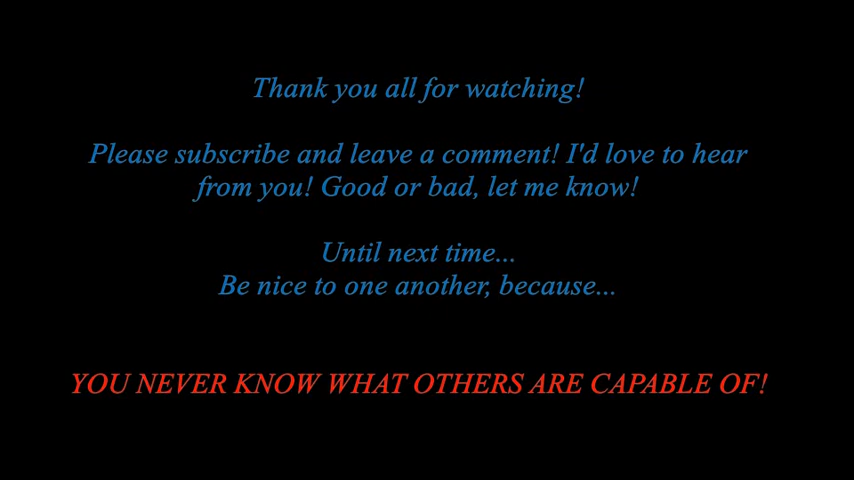 Thank you all for watching!
Please subscribe and leave a comment! I'd love to hear
from you! Good or bad, let me know!
Until next time...
Be nice to one another, because...
YOU NEVER KNOW WHAT OTHERS ARE CAPABLE OF!